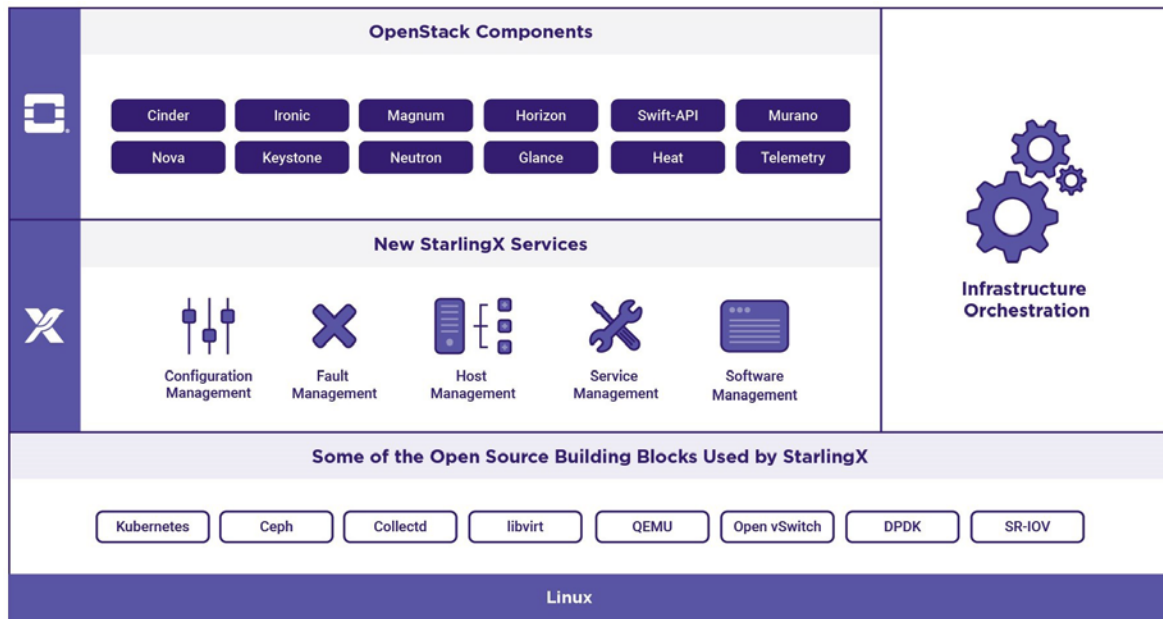 OpenStack Components
Cinder
Ironic
Magnum
Horizon
Swift-API
Murano
Nova
Keystone
Neutron
Glance
Heat
Telemetry
New StarlingX Services
Configuration
Management
Fault
Management
Host
Management
Service
Management
Software
Management
Infrastructure
Orchestration
Some of the Open Source Building Blocks Used by StarlingX
Kubernetes
Ceph
Collectd
libvirt
QEMU
Open vSwitch
DPDK
SR-IOV
Linux